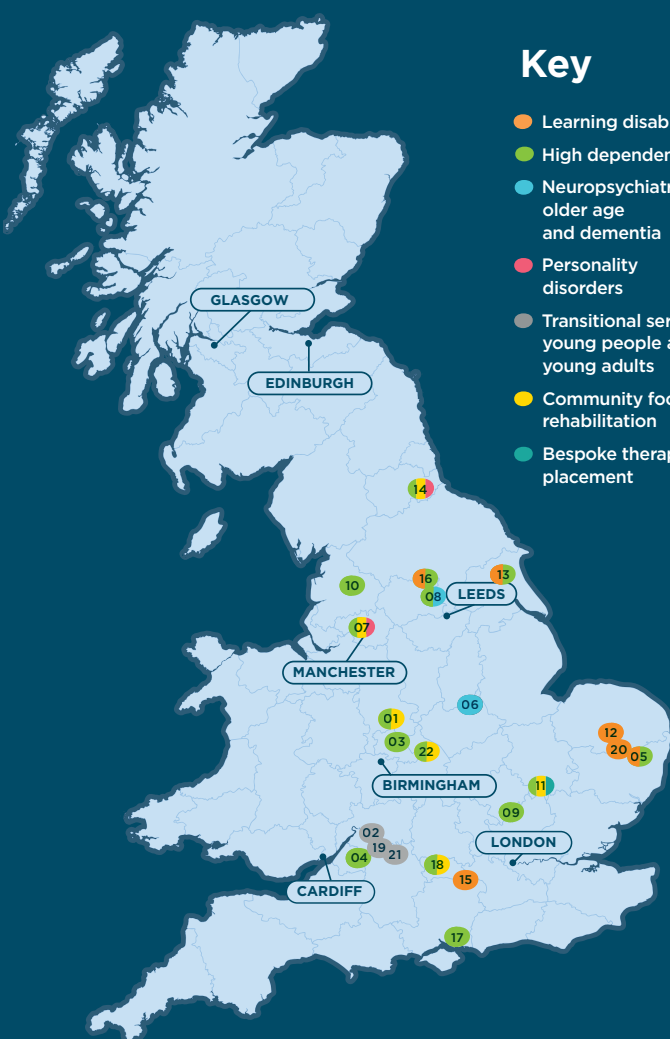 Key
Learning disab
High depende
Neuropsychiatr
older age
and dementia
Personality
disorders
Transitional ser
young people a
young adults
Community foc
rehabilitation
Bespoke therap
placement
GLASGOW
EDINBURGH
14
10
16
13
08
LEEDS
07
MANCHESTER
06
01
03
22
12
20
05
BIRMINGHAM
11
09
02
19
21
04
LONDON
18
15
CARDIFF
17